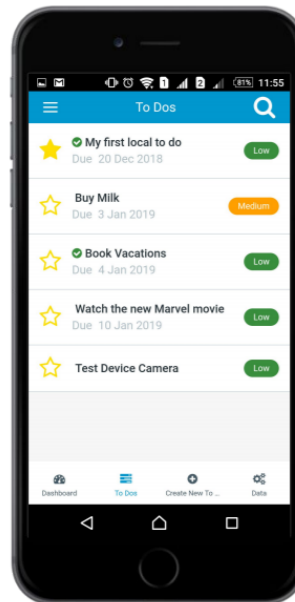 1 2 81% 11:55
To Dos
My first local to do
Due 20 Dec 2018
Low
Buy Milk
Due 3 Jan 2019
Medium
Book Vacations
Due 4 Jan 2019
Low
Watch the new Marvel movie
Due 10 Jan 2019
Low
Test Device Camera
Low
Dashboard To Dos Create New To ... Data